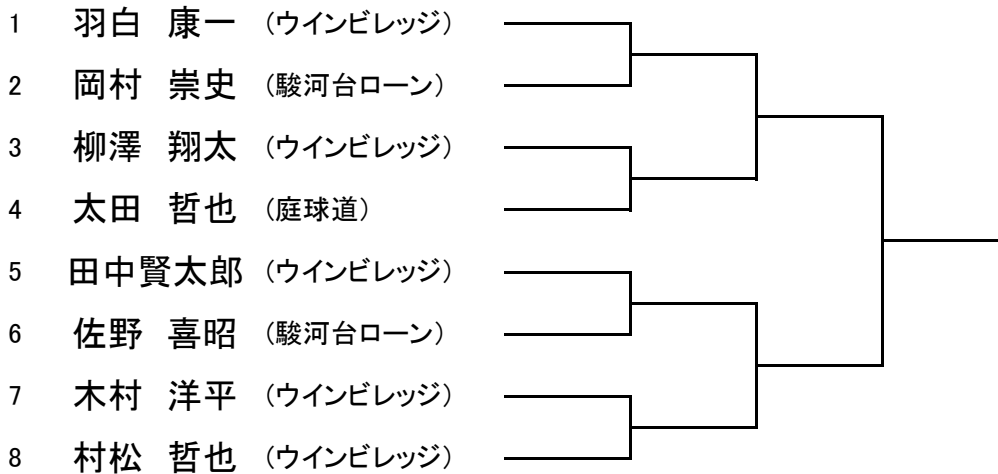 1 羽白 康一 (ウインビレッジ)
2 岡村 崇史 (駿河台ローン)
3 柳澤 翔太 (ウインビレッジ)
4 太田 哲也 (庭球道)
5 田中賢太郎 (ウインビレッジ)
6 佐野 喜昭 (駿河台ローン)
7 木村 洋平 (ウインビレッジ)
8 村松 哲也 (ウインビレッジ)